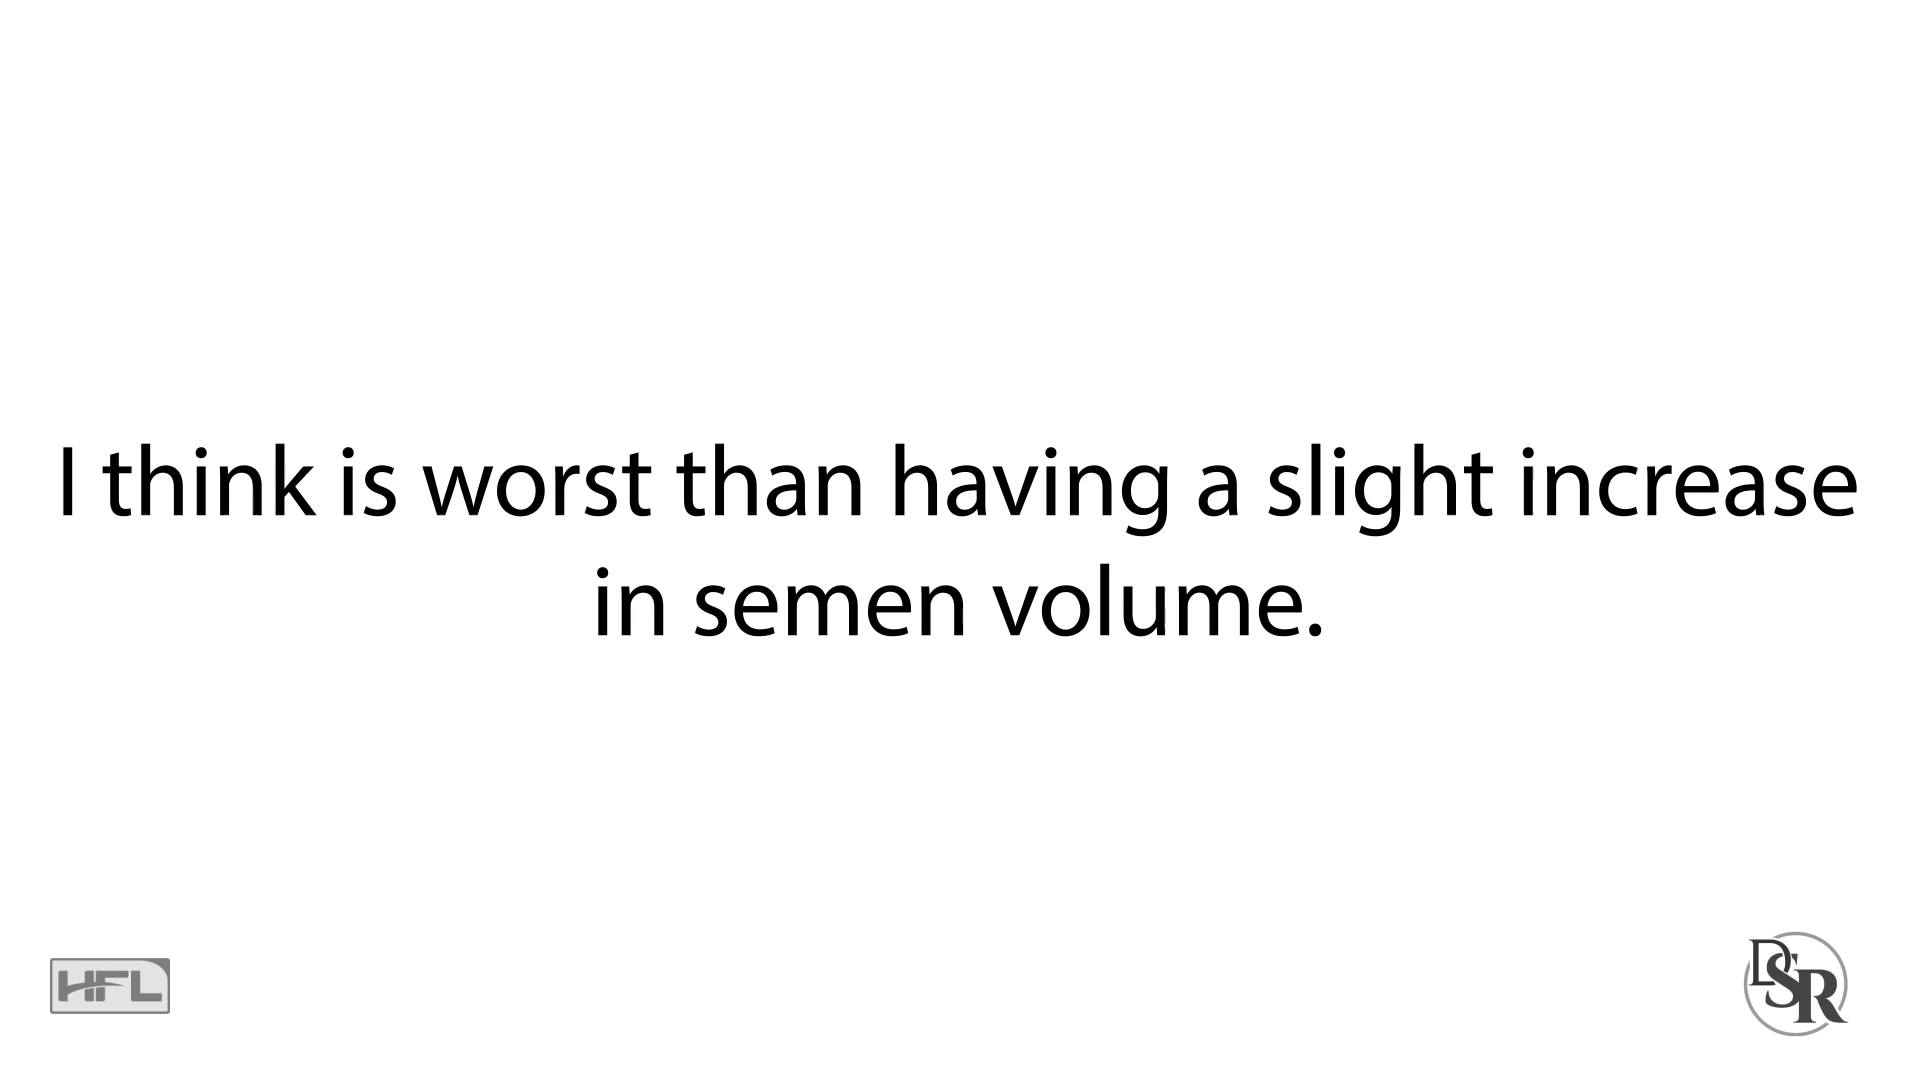 I think is worst than having a slight increase
in semen volume.
HFL
DSR